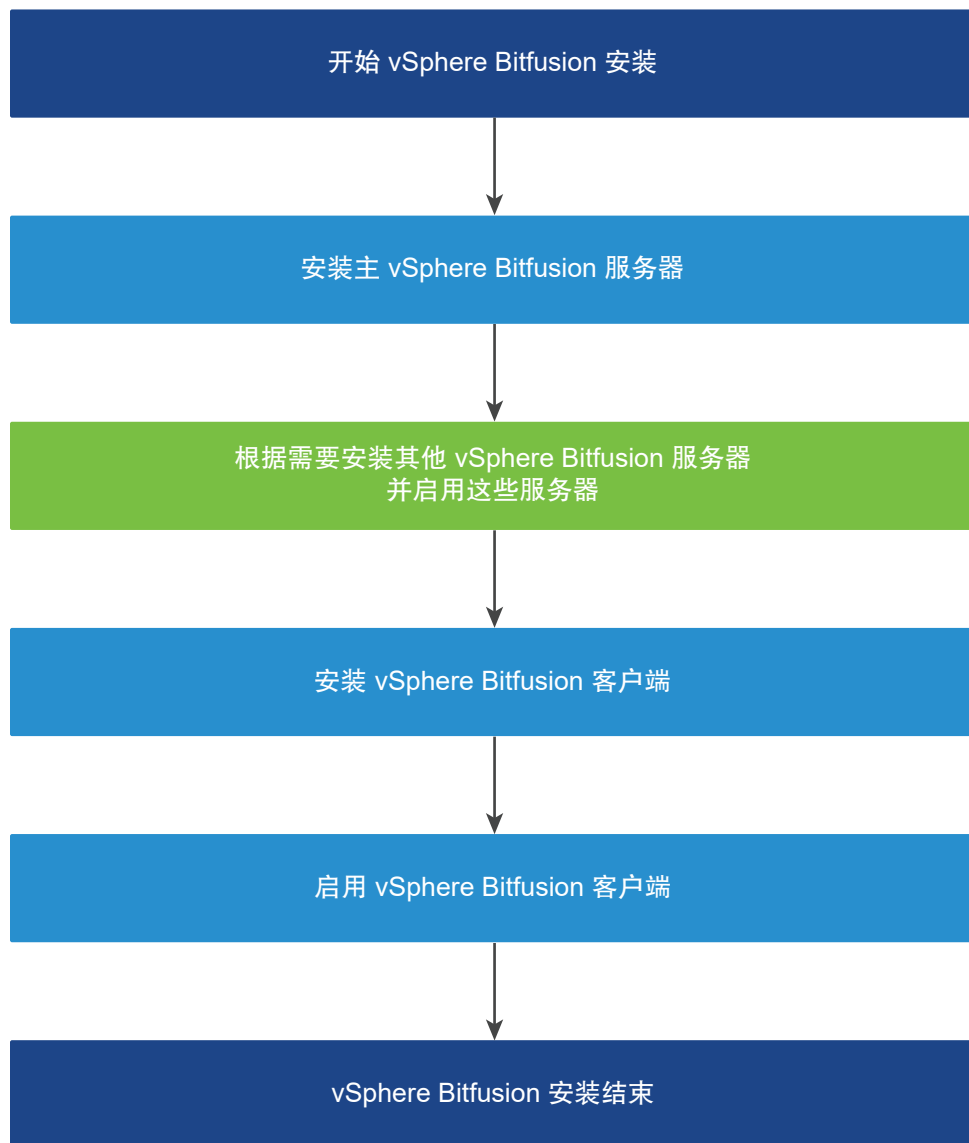 开始 vSphere Bitfusion 安装
安装主 vSphere Bitfusion 服务器
根据需要安装其他 vSphere Bitfusion 服务器
并启用这些服务器
安装 vSphere Bitfusion 客户端
启用 vSphere Bitfusion 客户端
vSphere Bitfusion 安装结束